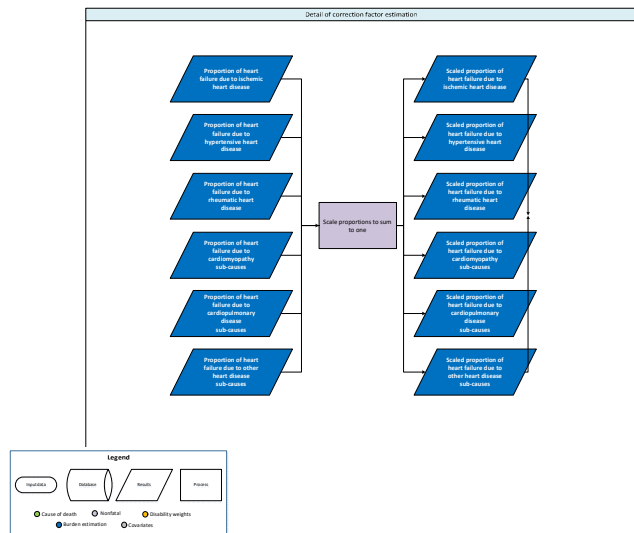 Detail of correction factor estimation
Proportion of heart
failure due to ischemic
heart disease
Scaled proportion of
heart failure due to
ischemic heart disease
Proportion of heart
failure due to
hypertensive heart
disease
Scaled proportion of
heart failure due to
hypertensive heart
disease
Proportion of heart
failure due to
rheumatic heart
disease
Scaled proportion of
heart failure due to
rheumatic heart
disease
Scale proportions to sum
to one
Proportion of heart
failure due to
cardiomyopathy
sub-causes
Scaled proportion of
heart failure due to
cardiomyopathy
sub-causes
Proportion of heart
failure due to
cardiopulmonary
disease
sub-causes
Scaled proportion of
heart failure due to
cardiopulmonary
disease
sub-causes
Proportion of heart
failure due to other
heart disease
sub-causes
Scaled proportion of
heart failure due to
other heart disease
sub-causes
Legend
Input data
Database
Results
Process
Cause of death
Nonfatal
Disability weights
Burden estimation
Covariates